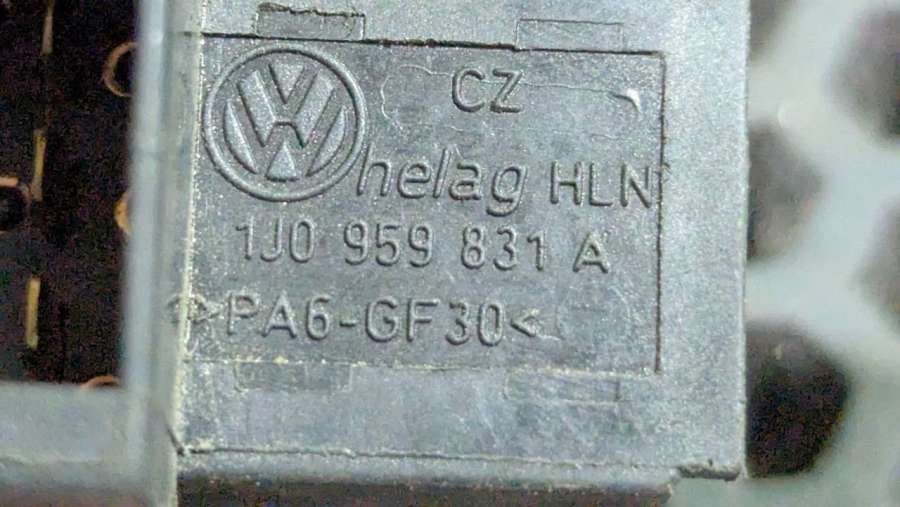 CZ
helag HLN
1J0 959 831 A
>PA6-GF30<